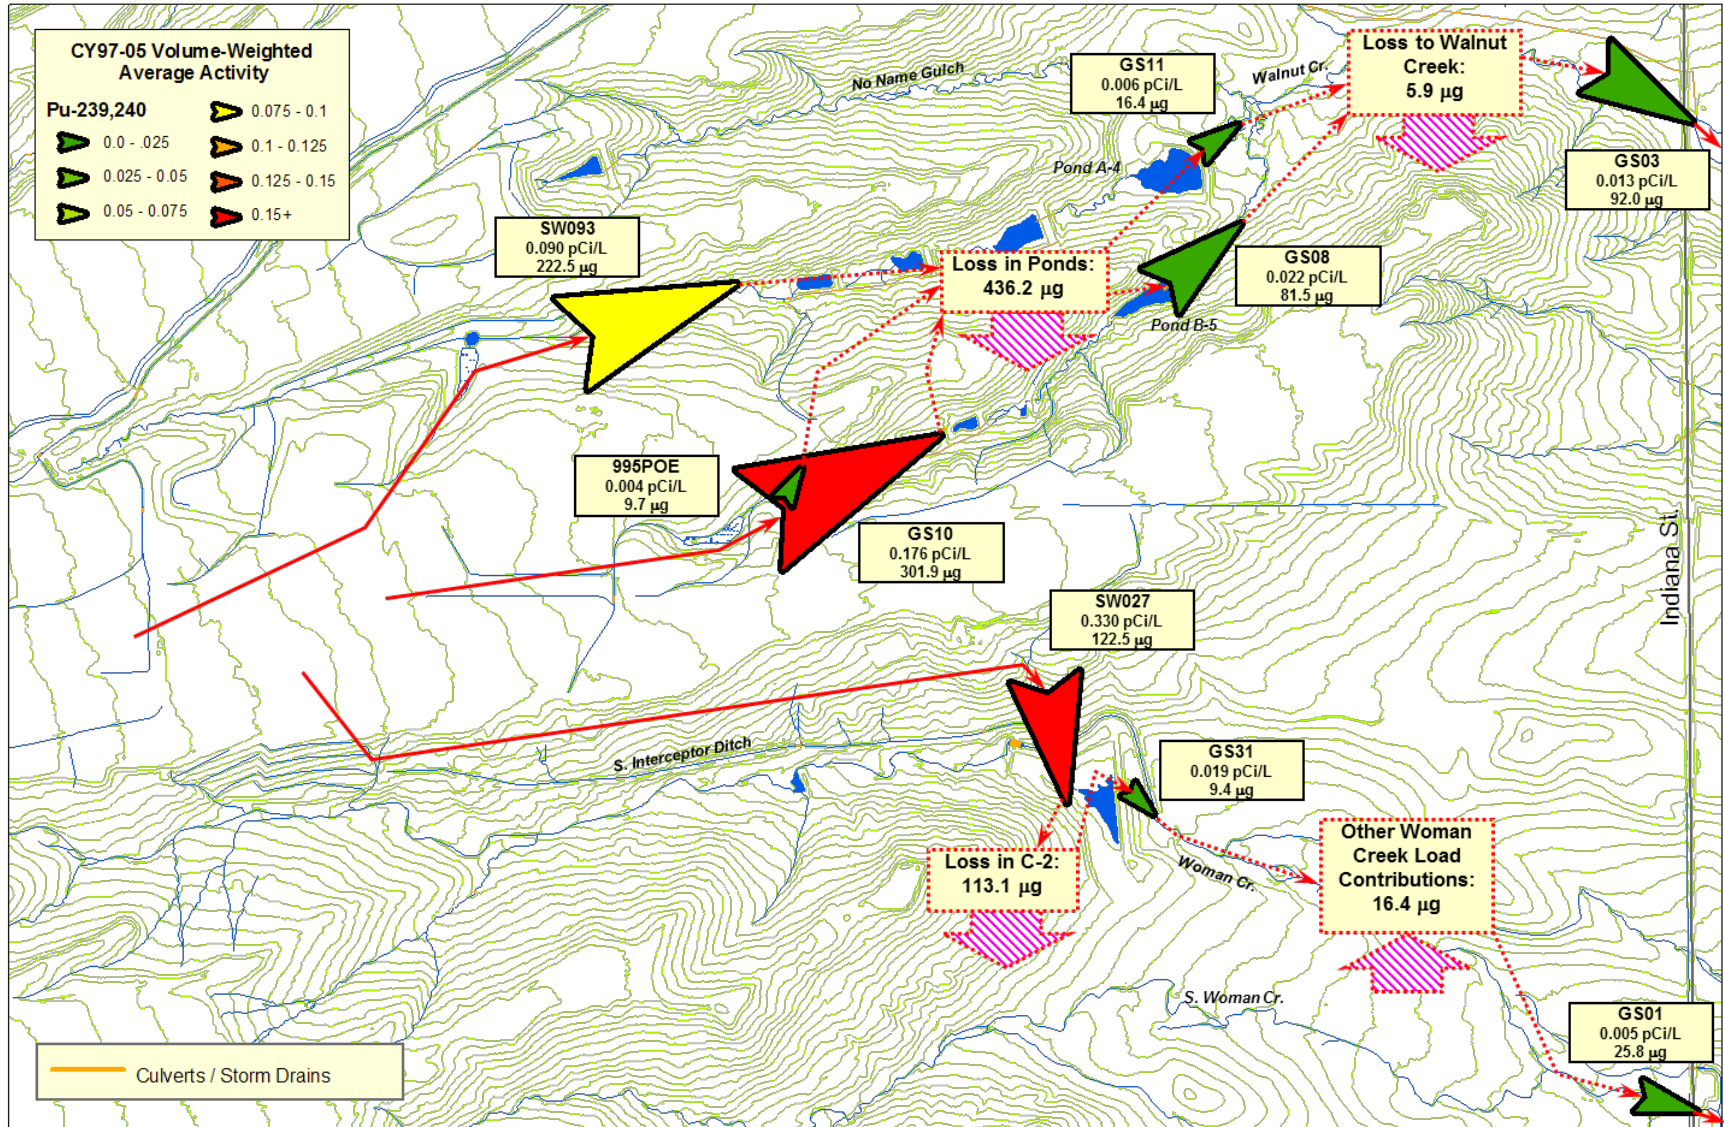 CY97-05 Volume-Weighted
Average Activity
Pu-239,240
0.0 - .025
0.025 - 0.05
0.05 - 0.075
0.075 - 0.1
0.1 - 0.125
0.125 - 0.15
0.15+
No Name Gulch
GS11
0.006 pCi/L
16.4 µg
Walnut Cr.
Loss to Walnut
Creek:
5.9 µg
GS03
0.013 pCi/L
92.0 µg
Pond A-4
SW093
0.090 pCi/L
222.5 µg
Loss in Ponds:
436.2 µg
GS08
0.022 pCi/L
81.5 µg
Pond B-5
995POE
0.004 pCi/L
9.7 µg
GS10
0.176 pCi/L
301.9 µg
Indiana St.
SW027
0.330 pCi/L
122.5 µg
S. Interceptor Ditch
GS31
0.019 pCi/L
9.4 µg
Loss in C-2:
113.1 µg
Woman Cr.
Other Woman
Creek Load
Contributions:
16.4 µg
S. Woman Cr.
GS01
0.005 pCi/L
25.8 µg
Culverts / Storm Drains